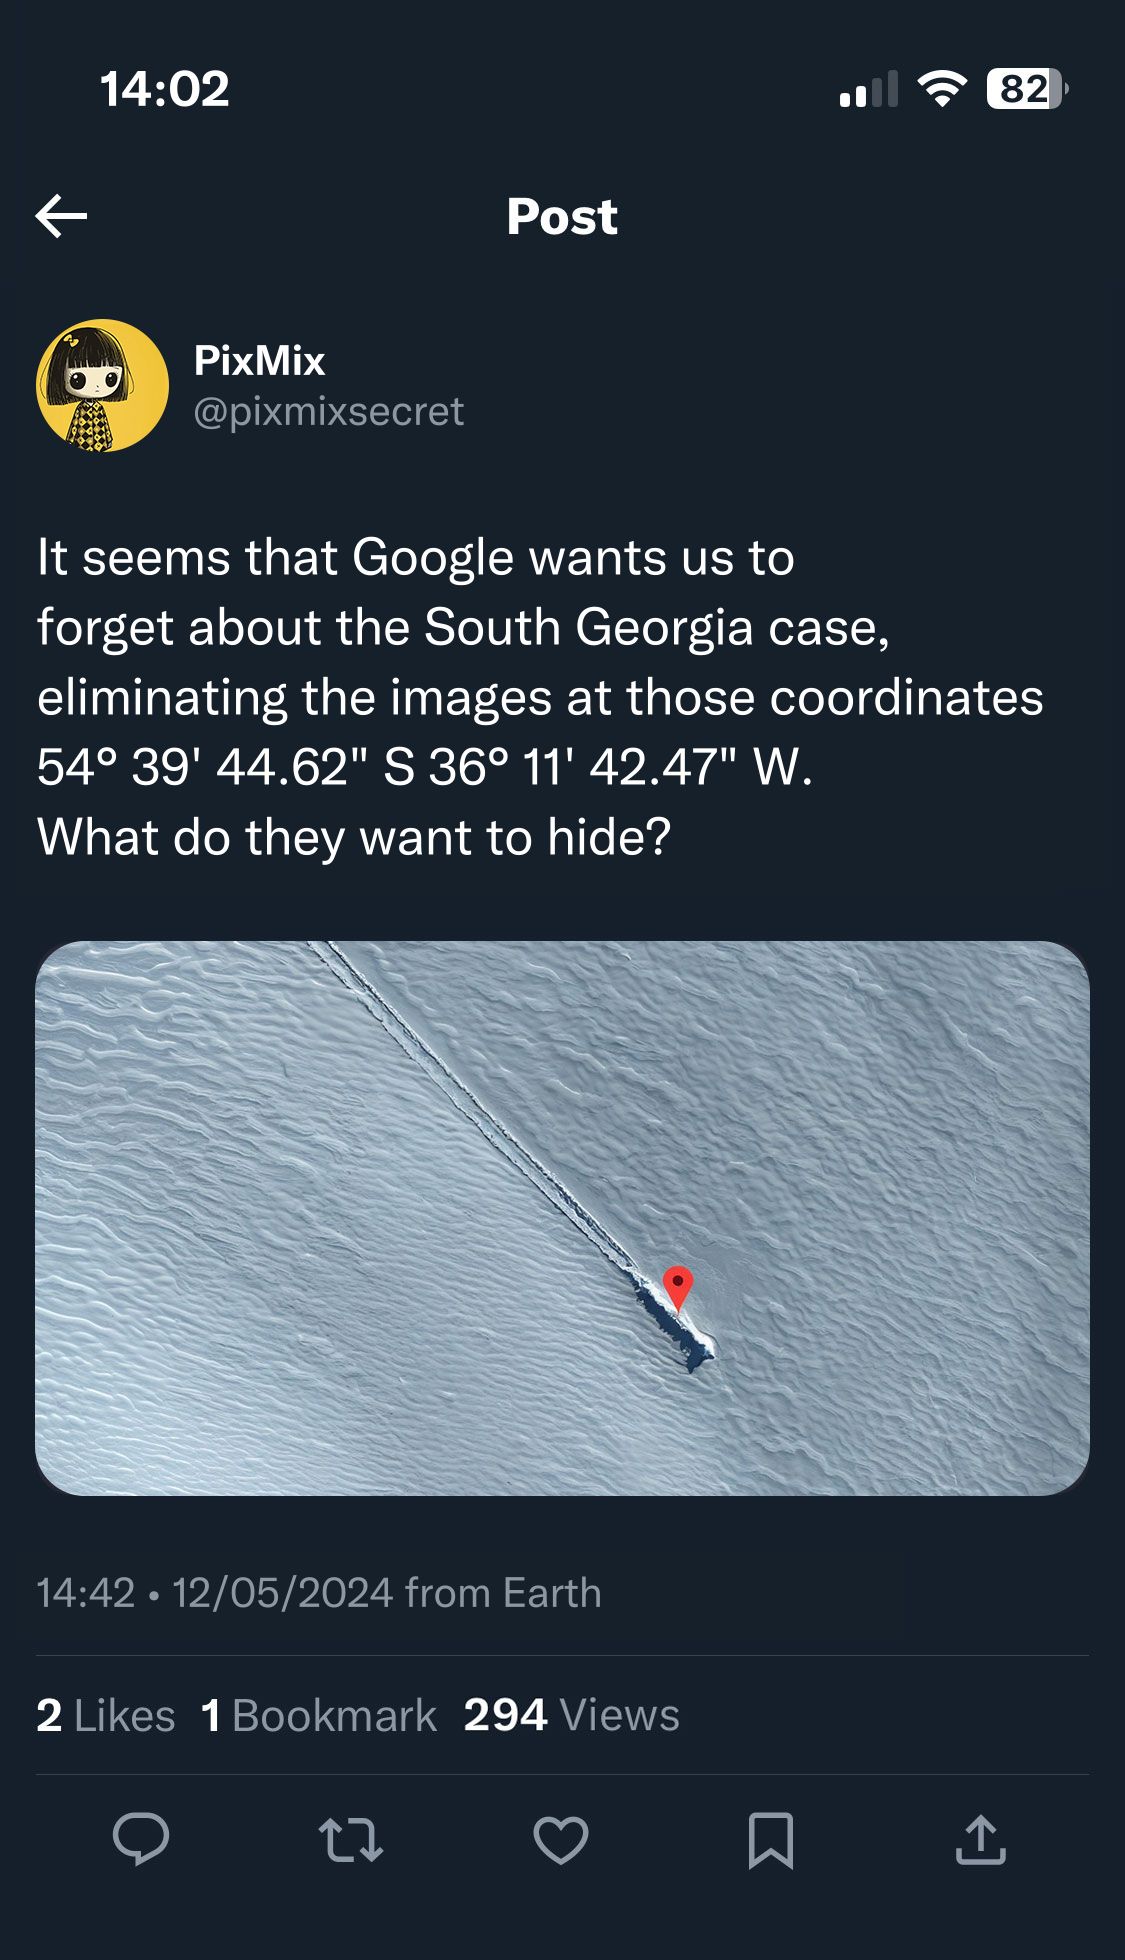 14:02
82
Post
PixMix
@pixmixsecret
It seems that Google wants us to
forget about the South Georgia case,
eliminating the images at those coordinates
54° 39' 44.62" S 36° 11' 42.47" W.
What do they want to hide?
14:42 • 12/05/2024 from Earth
2 Likes 1 Bookmark 294 Views